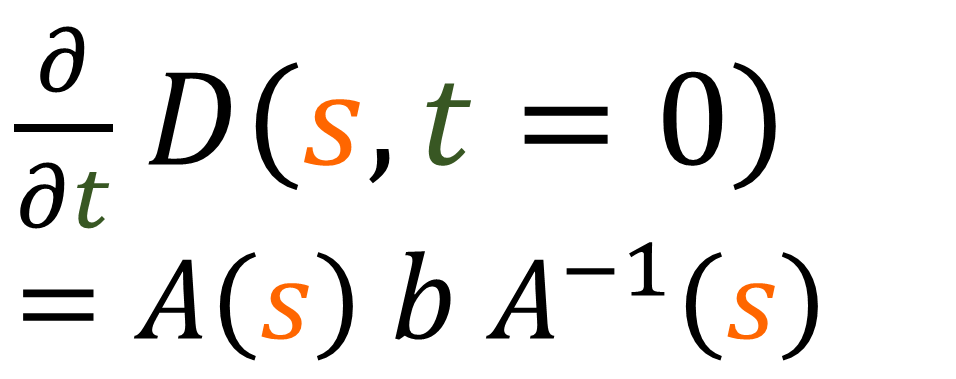 ∂/∂t D(s, t = 0)
= A(s) b A⁻¹(s)